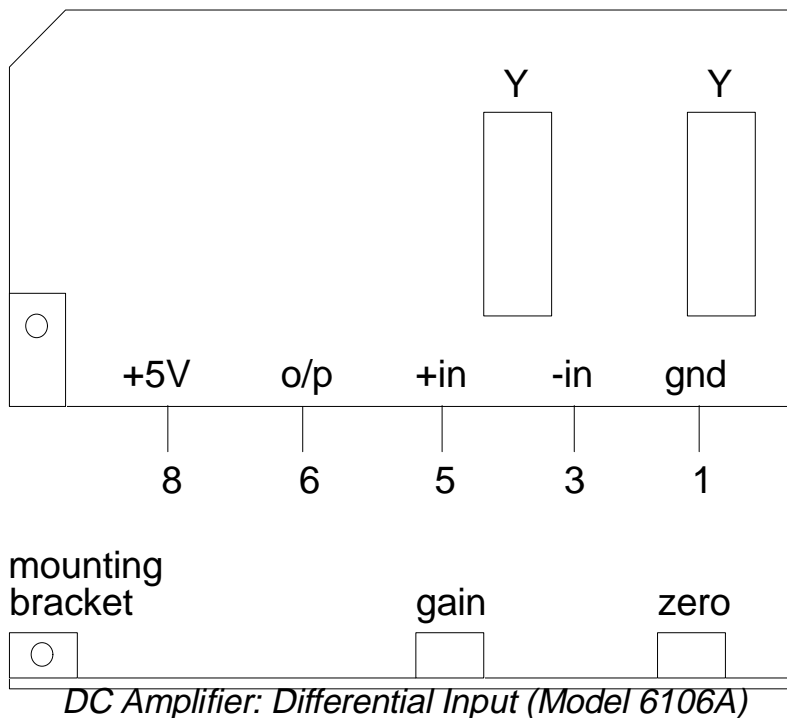 Y Y
+5V o/p +in -in gnd
8 6 5 3 1
mounting
bracket gain zero
DC Amplifier: Differential Input (Model 6106A)